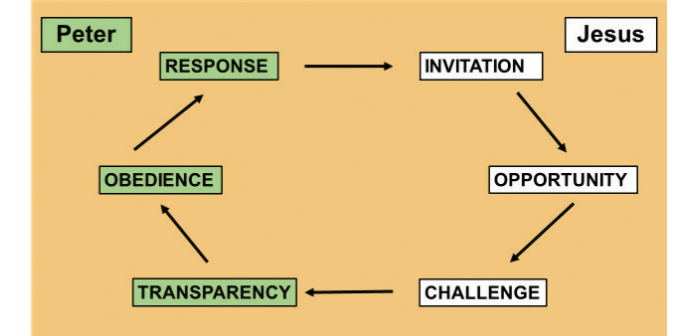 Peter
Jesus
RESPONSE
INVITATION
OBEDIENCE
OPPORTUNITY
TRANSPARENCY
CHALLENGE